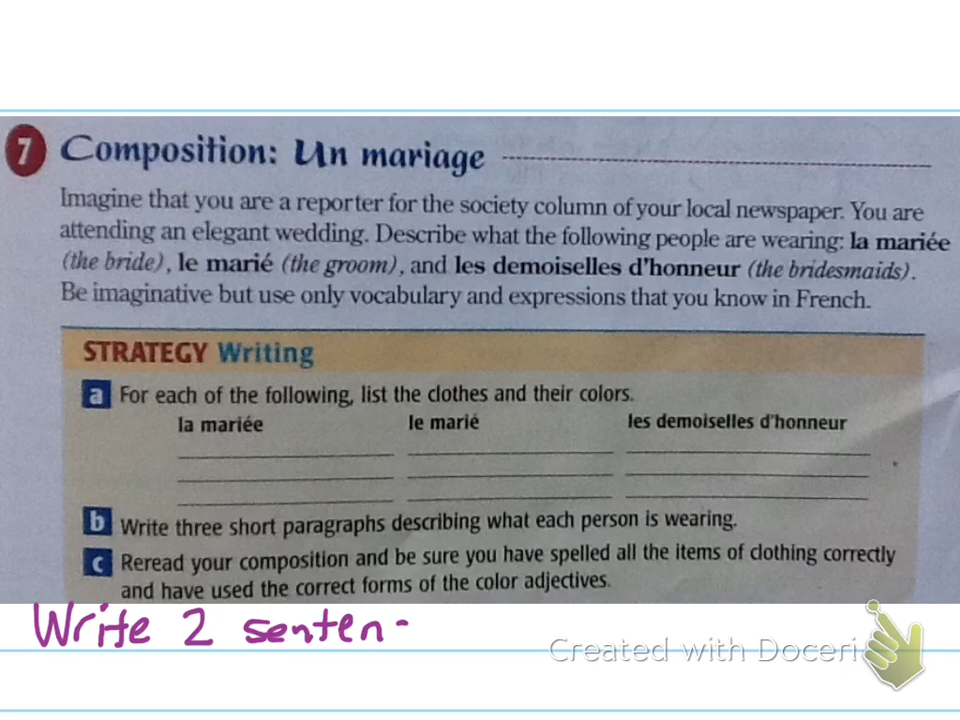 7 Composition: Un mariage
Imagine that you are a reporter for the society column of your local newspaper. You are
attending an elegant wedding. Describe what the following people are wearing: la mariée
(the bride), le marié (the groom), and les demoiselles d'honneur (the bridesmaids).
Be imaginative but use only vocabulary and expressions that you know in French.
STRATEGY Writing
a For each of the following, list the clothes and their colors.
la mariée le marié les demoiselles d'honneur
b Write three short paragraphs describing what each person is wearing.
c Reread your composition and be sure you have spelled all the items of clothing correctly
and have used the correct forms of the color adjectives.
Write 2 senten-
Created with Doceri